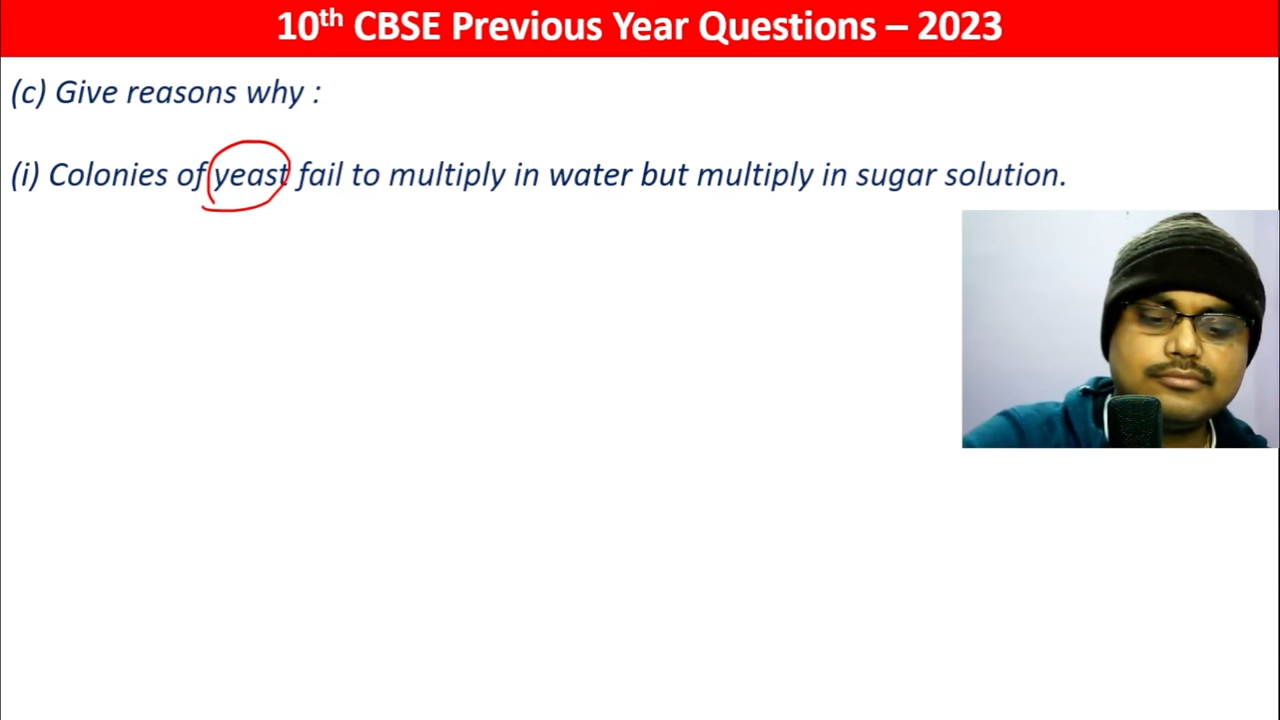 10th CBSE Previous Year Questions – 2023
(c) Give reasons why :
(i) Colonies of yeast fail to multiply in water but multiply in sugar solution.